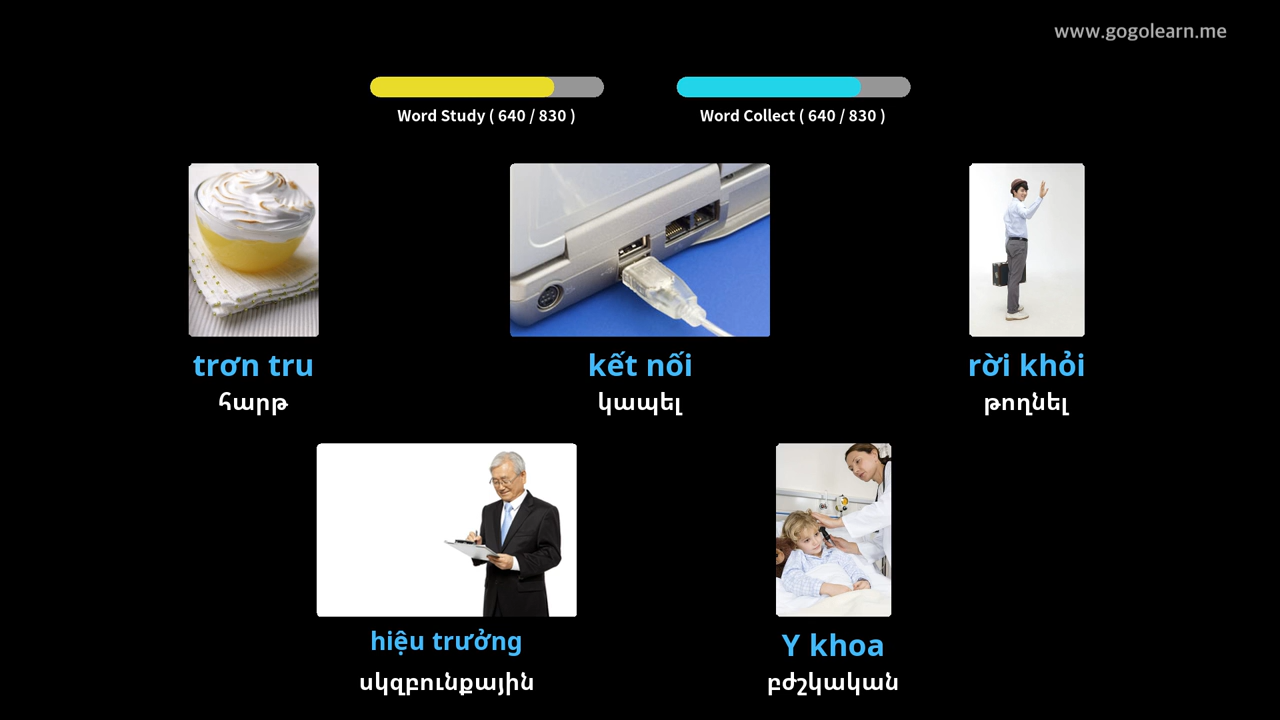 www.gogolearn.me
Word Study ( 640 / 830 )
Word Collect ( 640 / 830 )
trơn tru
հարթ
kết nối
կապել
rời khỏi
թողնել
hiệu trưởng
սկզբունքային
Y khoa
բժշկական